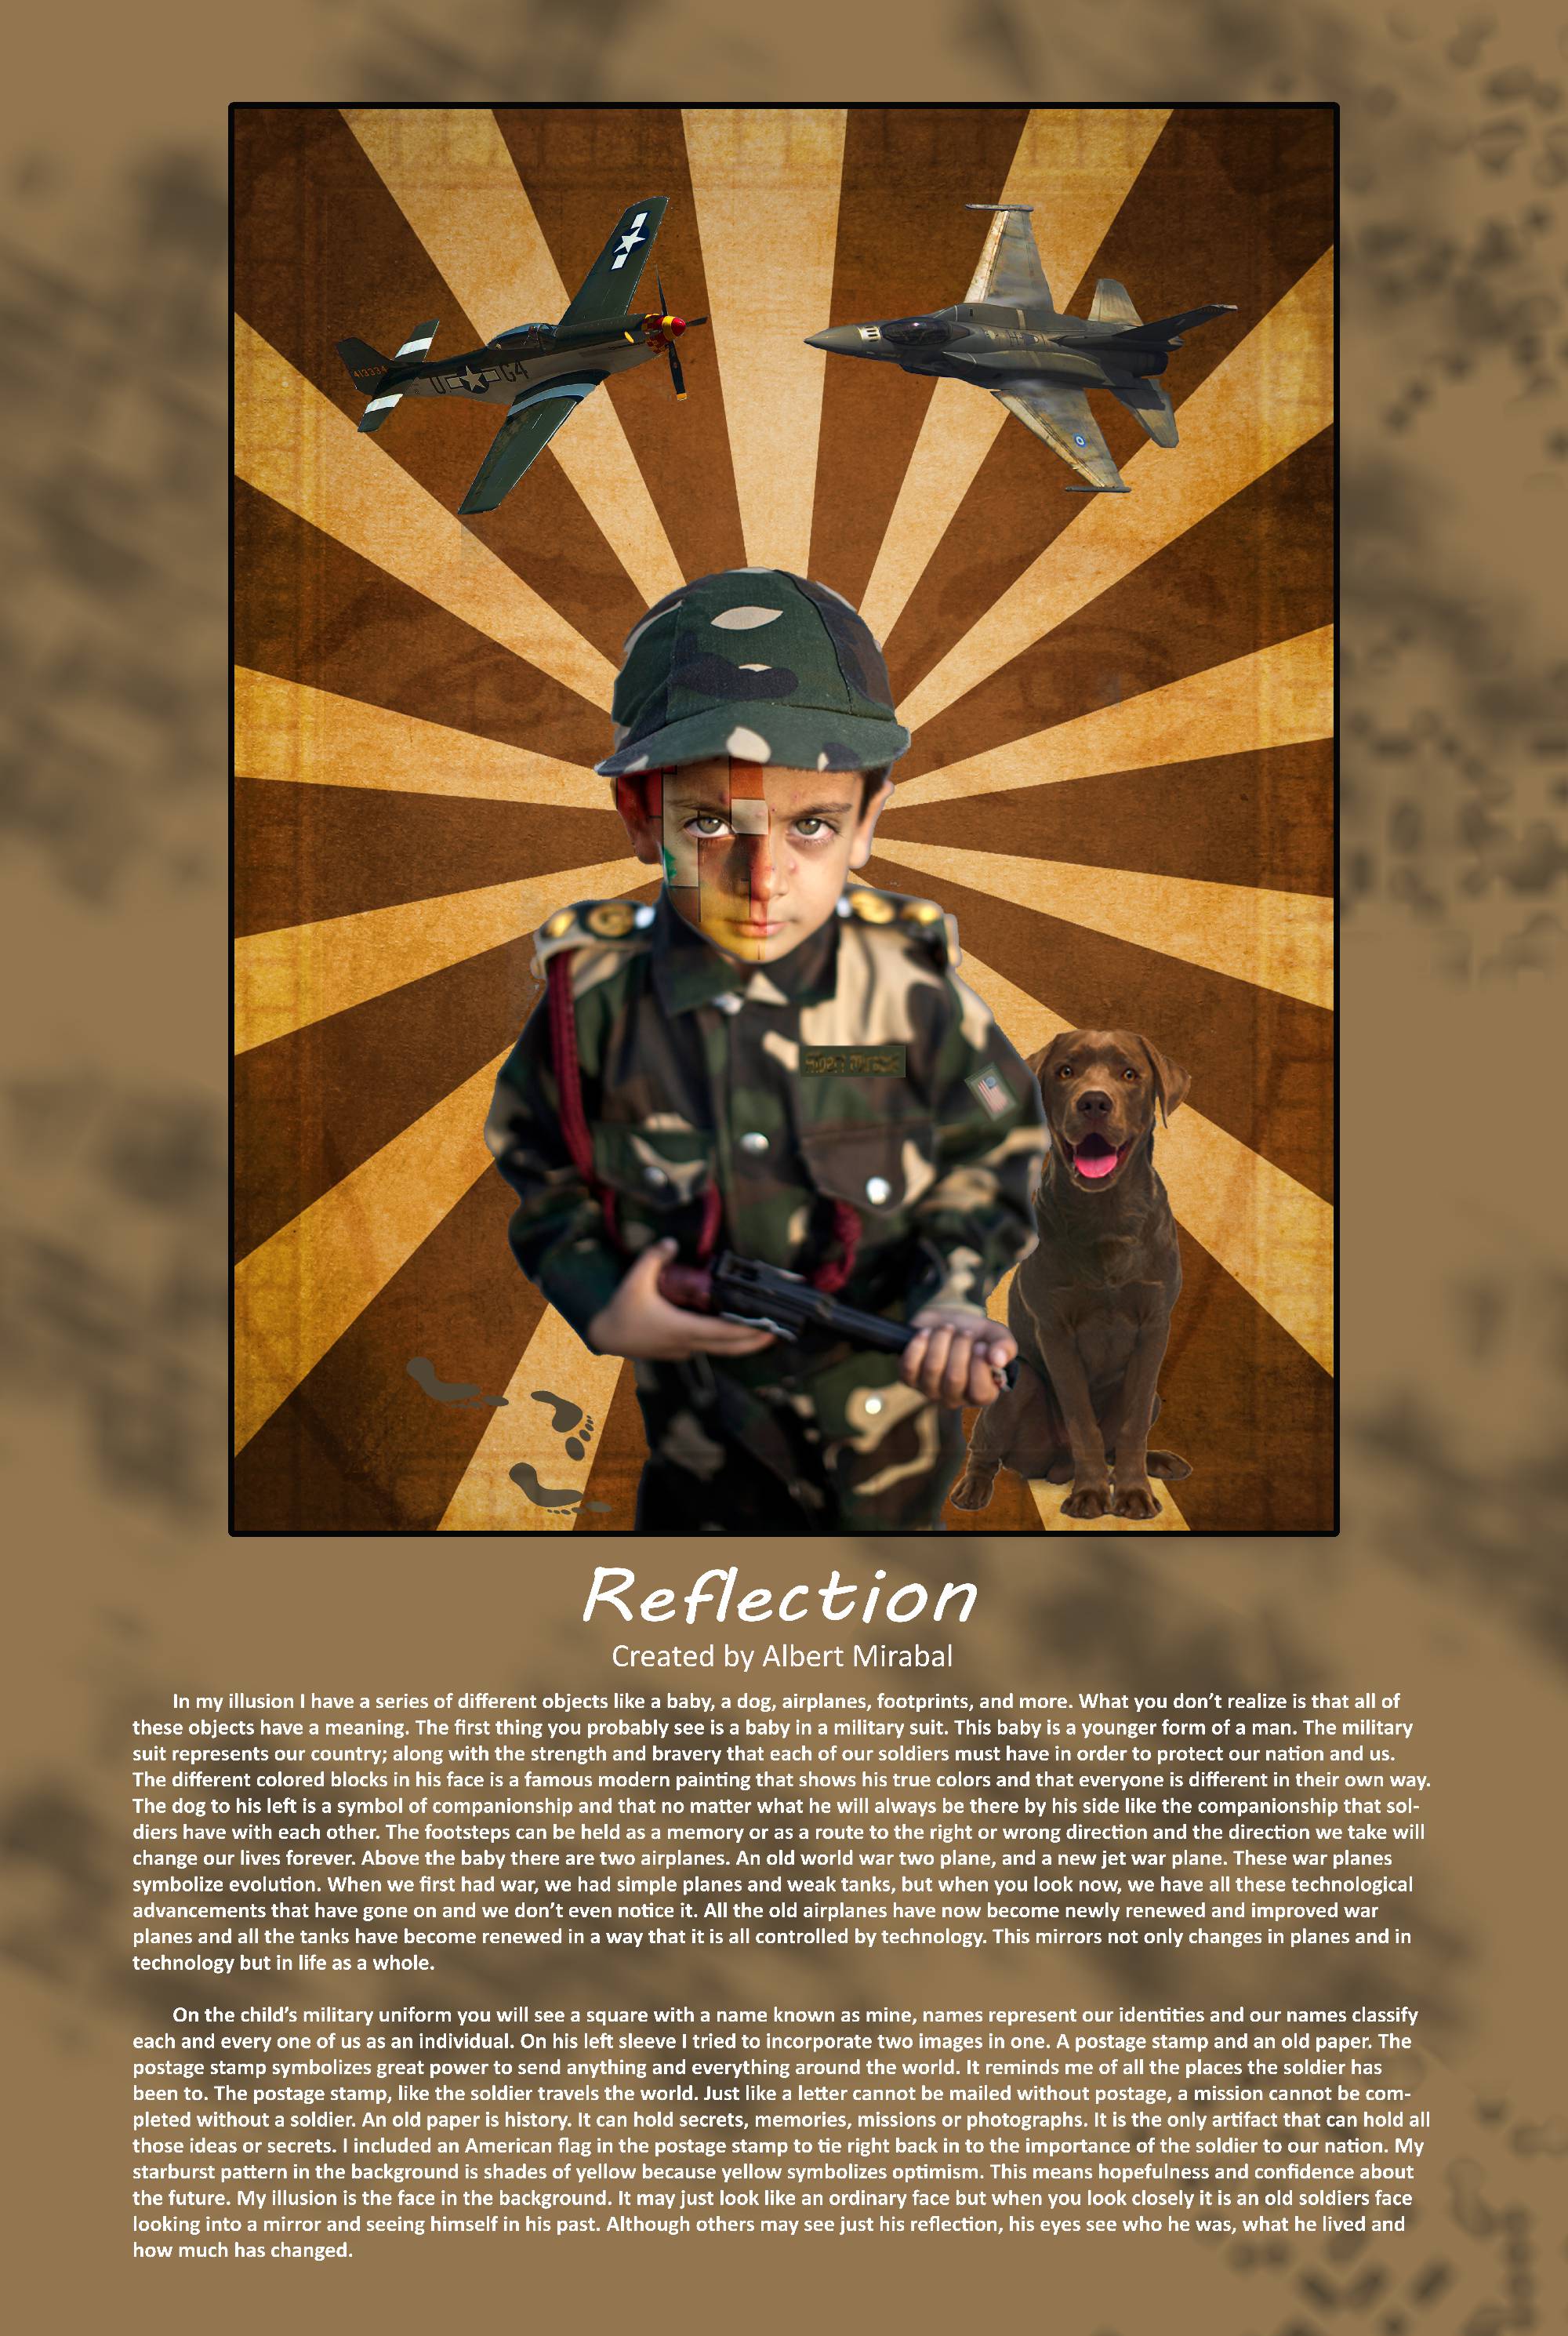 413334
G4
Reflection
Created by Albert Mirabal
In my illusion I have a series of different objects like a baby, a dog, airplanes, footprints, and more. What you don’t realize is that all of
these objects have a meaning. The first thing you probably see is a baby in a military suit. This baby is a younger form of a man. The military
suit represents our country; along with the strength and bravery that each of our soldiers must have in order to protect our nation and us.
The different colored blocks in his face is a famous modern painting that shows his true colors and that everyone is different in their own way.
The dog to his left is a symbol of companionship and that no matter what he will always be there by his side like the companionship that sol-
diers have with each other. The footsteps can be held as a memory or as a route to the right or wrong direction and the direction we take will
change our lives forever. Above the baby there are two airplanes. An old world war two plane, and a new jet war plane. These war planes
symbolize evolution. When we first had war, we had simple planes and weak tanks, but when you look now, we have all these technological
advancements that have gone on and we don’t even notice it. All the old airplanes have now become newly renewed and improved war
planes and all the tanks have become renewed in a way that it is all controlled by technology. This mirrors not only changes in planes and in
technology but in life as a whole.
On the child’s military uniform you will see a square with a name known as mine, names represent our identities and our names classify
each and every one of us as an individual. On his left sleeve I tried to incorporate two images in one. A postage stamp and an old paper. The
postage stamp symbolizes great power to send anything and everything around the world. It reminds me of all the places the soldier has
been to. The postage stamp, like the soldier travels the world. Just like a letter cannot be mailed without postage, a mission cannot be com-
pleted without a soldier. An old paper is history. It can hold secrets, memories, missions or photographs. It is the only artifact that can hold all
those ideas or secrets. I included an American flag in the postage stamp to tie right back in to the importance of the soldier to our nation. My
starburst pattern in the background is shades of yellow because yellow symbolizes optimism. This means hopefulness and confidence about
the future. My illusion is the face in the background. It may just look like an ordinary face but when you look closely it is an old soldiers face
looking into a mirror and seeing himself in his past. Although others may see just his reflection, his eyes see who he was, what he lived and
how much has changed.